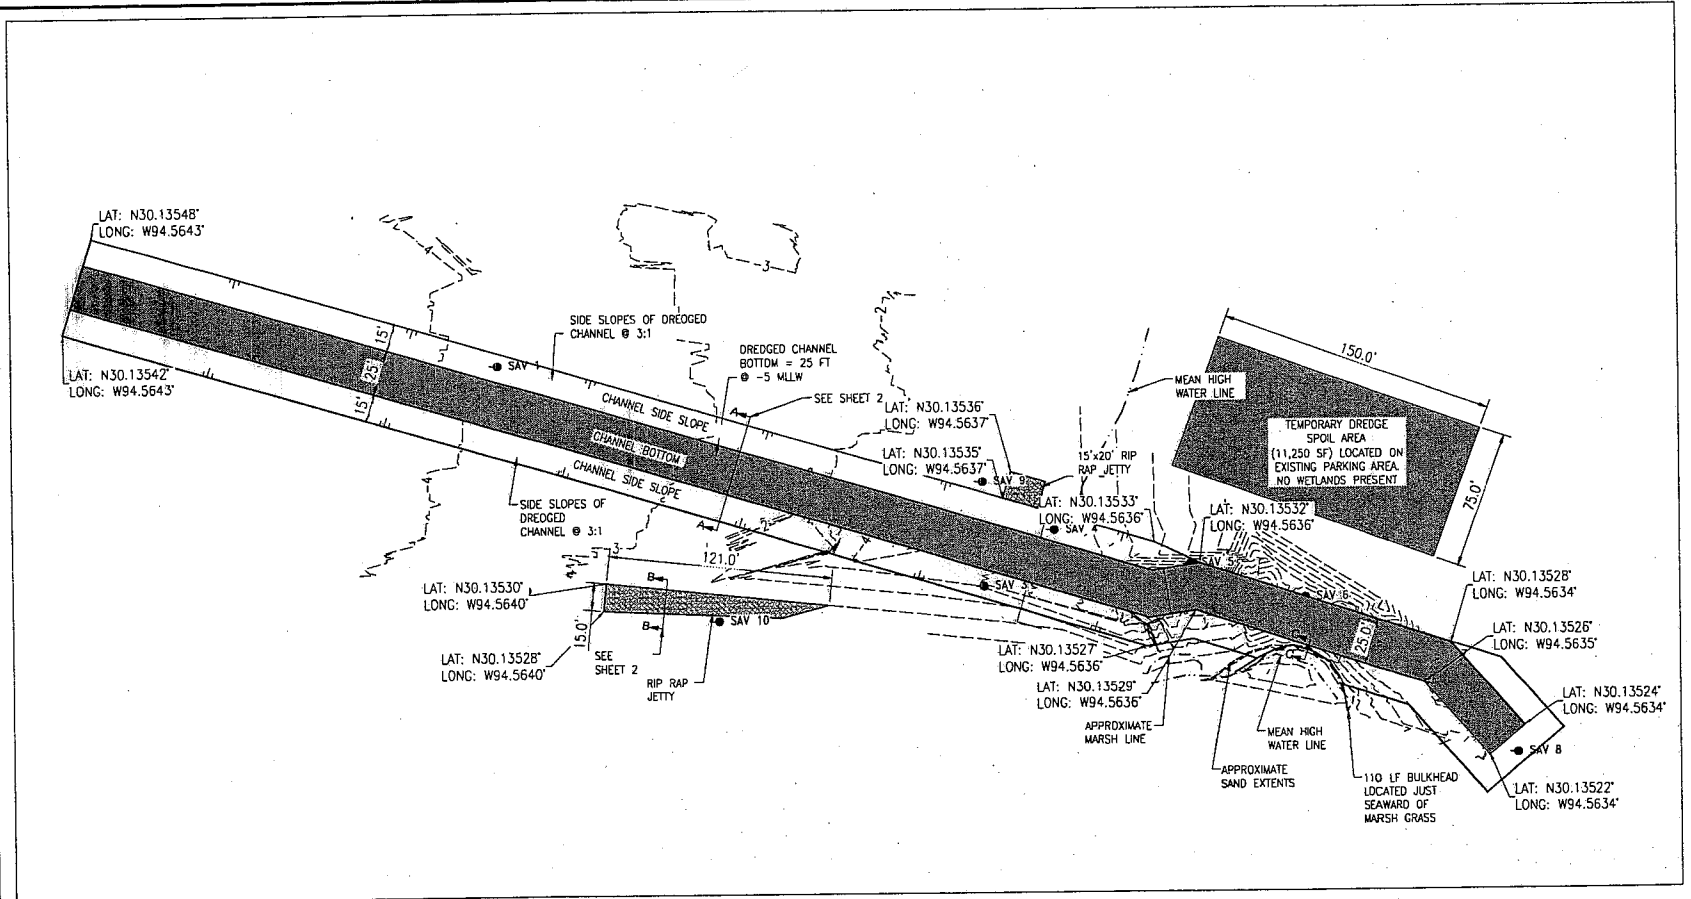 LAT: N30.13548°
LONG: W94.5643°
LAT: N30.13542°
LONG: W94.5643°
15'
25'
15'
4
3
4
3
2
SAV 1
SIDE SLOPES OF DREDGED
CHANNEL @ 3:1
DREDGED CHANNEL
BOTTOM = 25 FT
@ -5 MLLW
A
SEE SHEET 2
CHANNEL SIDE SLOPE
CHANNEL BOTTOM
CHANNEL SIDE SLOPE
A
2
SIDE SLOPES OF
DREDGED
CHANNEL @ 3:1
LAT: N30.13536°
LONG: W94.5637°
LAT: N30.13535°
LONG: W94.5637°
SAV 9
15'x20' RIP
RAP JETTY
LAT: N30.13533°
LONG: W94.5636°
SAV
MEAN HIGH
WATER LINE
150.0'
75.0'
TEMPORARY DREDGE
SPOIL AREA
(11,250 SF) LOCATED ON
EXISTING PARKING AREA.
NO WETLANDS PRESENT
LAT: N30.13532°
LONG: W94.5636°
SAV 5
3
121.0'
LAT: N30.13530°
LONG: W94.5640°
B
B
15.0'
SAV 10
SEE
SHEET 2
LAT: N30.13528°
LONG: W94.5640°
RIP RAP
JETTY
SAV 3
SAV 6
25.0'
LAT: N30.13527°
LONG: W94.5636°
LAT: N30.13529°
LONG: W94.5636°
APPROXIMATE
MARSH LINE
C
C
MEAN HIGH
WATER LINE
APPROXIMATE
SAND EXTENTS
110 LF BULKHEAD
LOCATED JUST
SEAWARD OF
MARSH GRASS
LAT: N30.13528°
LONG: W94.5634°
LAT: N30.13526°
LONG: W94.5635°
LAT: N30.13524°
LONG: W94.5634°
SAV 8
LAT: N30.13522°
LONG: W94.5634°